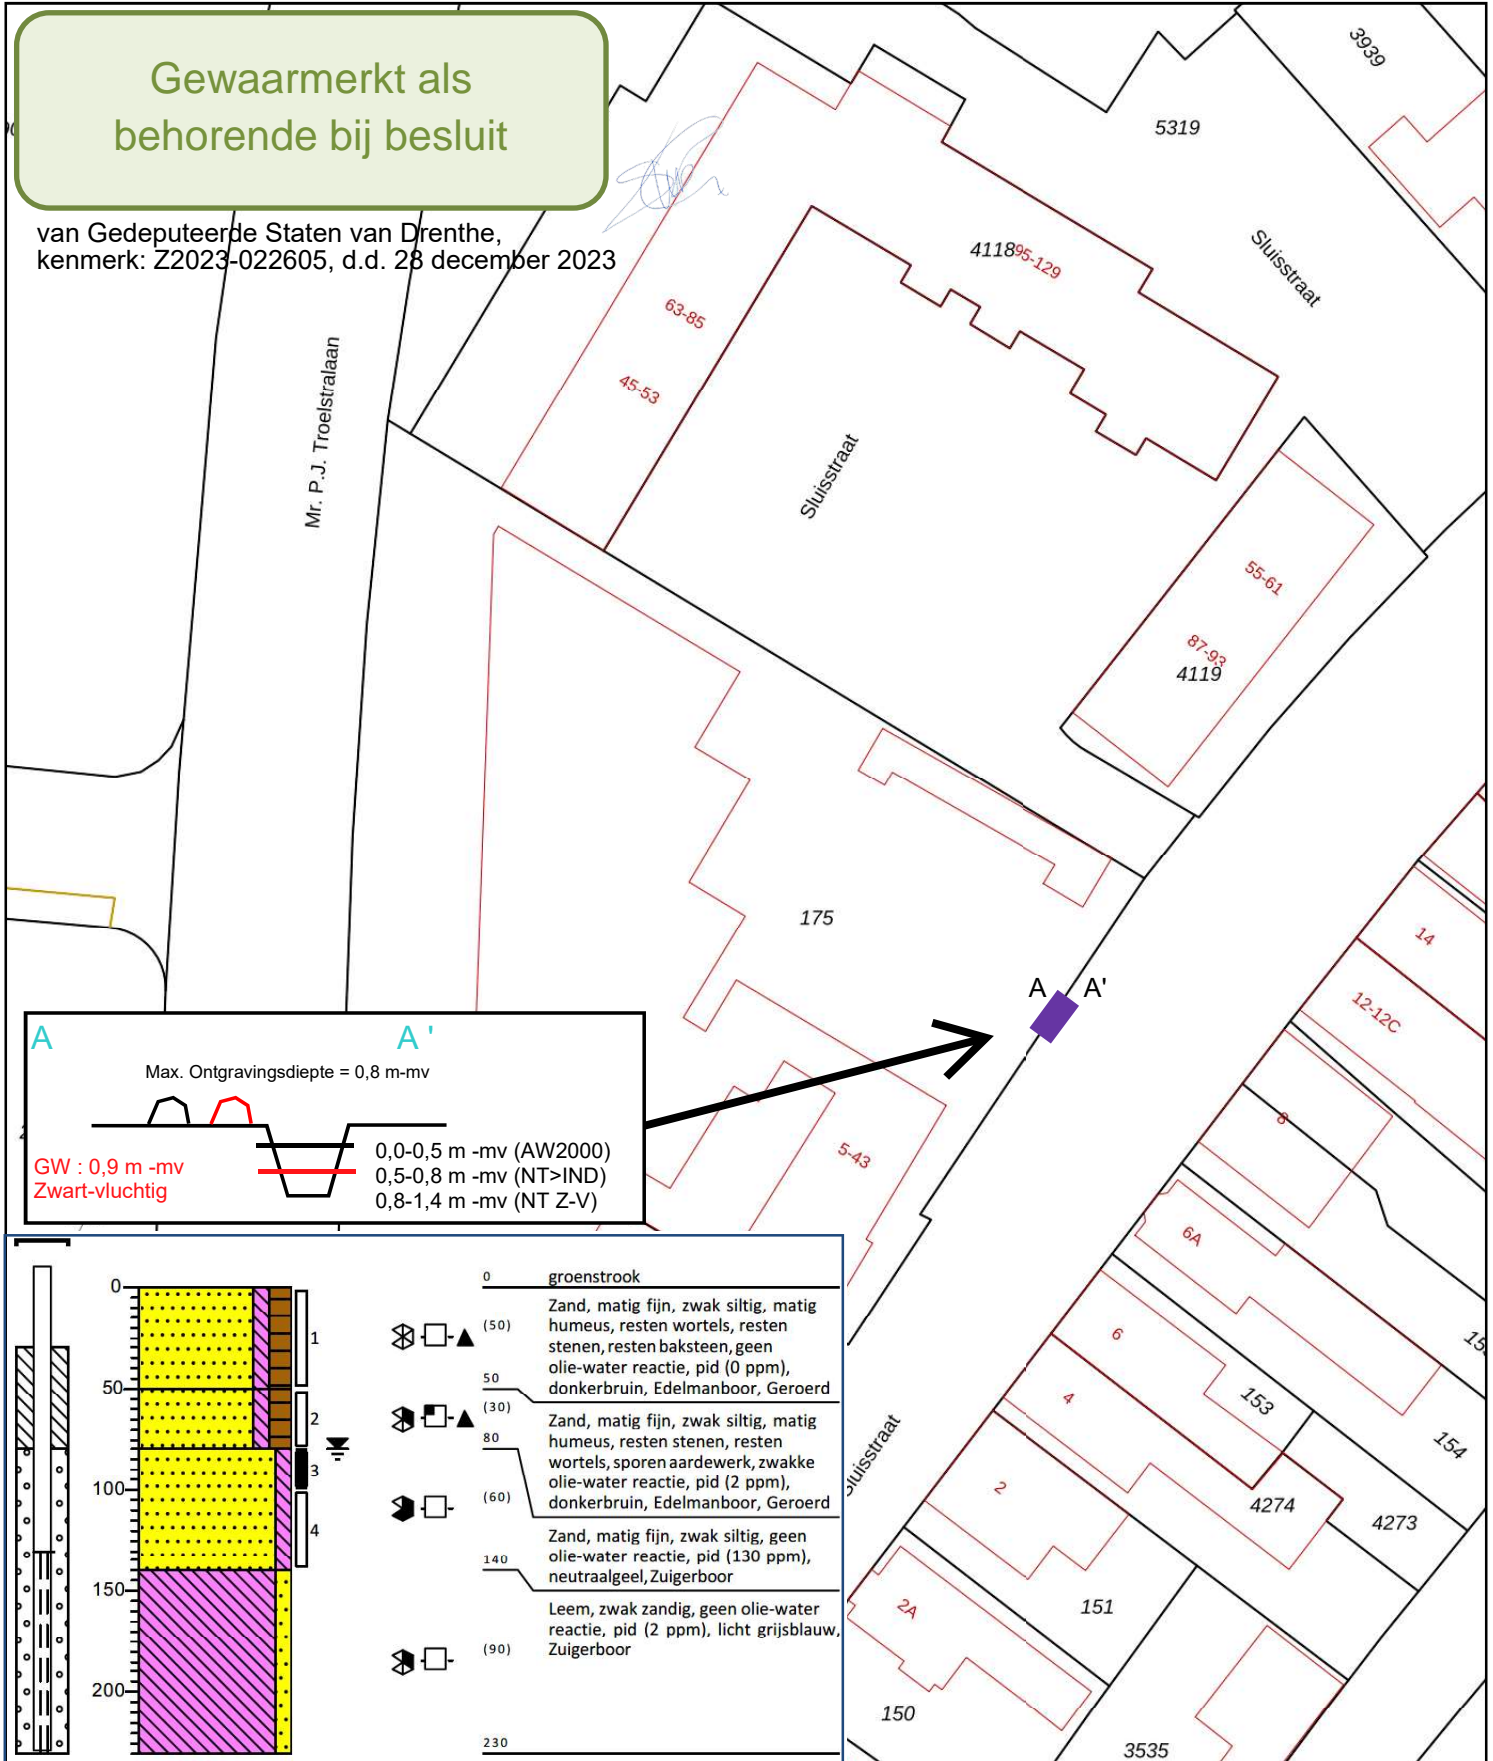 Gewaarmerkt als
behorende bij besluit
van Gedeputeerde Staten van Drenthe,
kenmerk: Z2023-022605, d.d. 28 december 2023
3939
5319
Sluisstraat
4118
95-129
63-85
45-53
Mr. P.J. Troelstralaan
Sluisstraat
55-61
87-93
4119
175
14
12-12C
A A'
8
5-43
6A
6
4
153
154
2
4274
4273
Sluisstraat
151
2A
150
3535
A A '
Max. Ontgravingsdiepte = 0,8 m-mv
GW : 0,9 m -mv
Zwart-vluchtig
0,0-0,5 m -mv (AW2000)
0,5-0,8 m -mv (NT>IND)
0,8-1,4 m -mv (NT Z-V)
0
50
100
150
200
1
2
3
4
0 groenstrook
(50)
Zand, matig fijn, zwak siltig, matig
humeus, resten wortels, resten
stenen, resten baksteen, geen
olie-water reactie, pid (0 ppm),
donkerbruin, Edelmanboor, Geroerd
50
(30)
Zand, matig fijn, zwak siltig, matig
humeus, resten stenen, resten
wortels, sporen aardewerk, zwakke
olie-water reactie, pid (2 ppm),
donkerbruin, Edelmanboor, Geroerd
80
(60)
Zand, matig fijn, zwak siltig, geen
olie-water reactie, pid (130 ppm),
neutraalgeel, Zuigerboor
140
Leem, zwak zandig, geen olie-water
reactie, pid (2 ppm), licht grijsblauw,
Zuigerboor
(90)
230